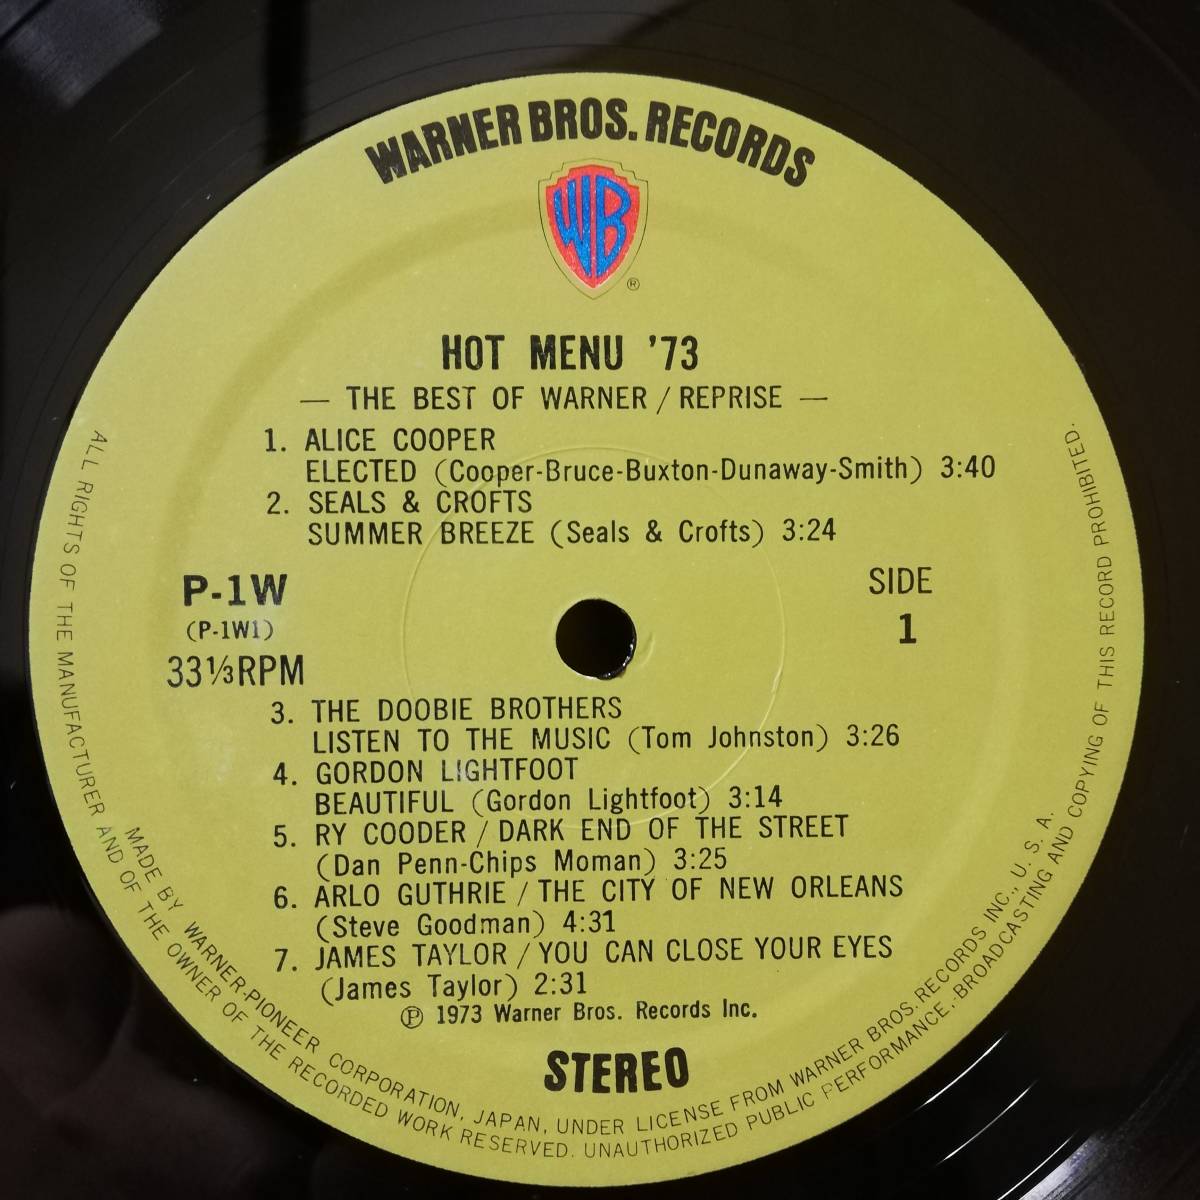 WARNER BROS. RECORDS
WB
®
HOT MENU '73
— THE BEST OF WARNER / REPRISE —
1. ALICE COOPER
ELECTED (Cooper-Bruce-Buxton-Dunaway-Smith) 3:40
2. SEALS & CROFTS
SUMMER BREEZE (Seals & Crofts) 3:24
P-1W
(P-1W1)
33⅓RPM
SIDE
1
3. THE DOOBIE BROTHERS
LISTEN TO THE MUSIC (Tom Johnston) 3:26
4. GORDON LIGHTFOOT
BEAUTIFUL (Gordon Lightfoot) 3:14
5. RY COODER / DARK END OF THE STREET
(Dan Penn-Chips Moman) 3:25
6. ARLO GUTHRIE / THE CITY OF NEW ORLEANS
(Steve Goodman) 4:31
7. JAMES TAYLOR / YOU CAN CLOSE YOUR EYES
(James Taylor) 2:31
℗ 1973 Warner Bros. Records Inc.
STEREO
MADE BY WARNER-PIONEER CORPORATION, JAPAN, UNDER LICENSE FROM WARNER BROS. RECORDS INC., U. S. A.
ALL RIGHTS OF THE MANUFACTURER AND OF THE OWNER OF THE RECORDED WORK RESERVED. UNAUTHORIZED PUBLIC PERFORMANCE, BROADCASTING AND COPYING OF THIS RECORD PROHIBITED.